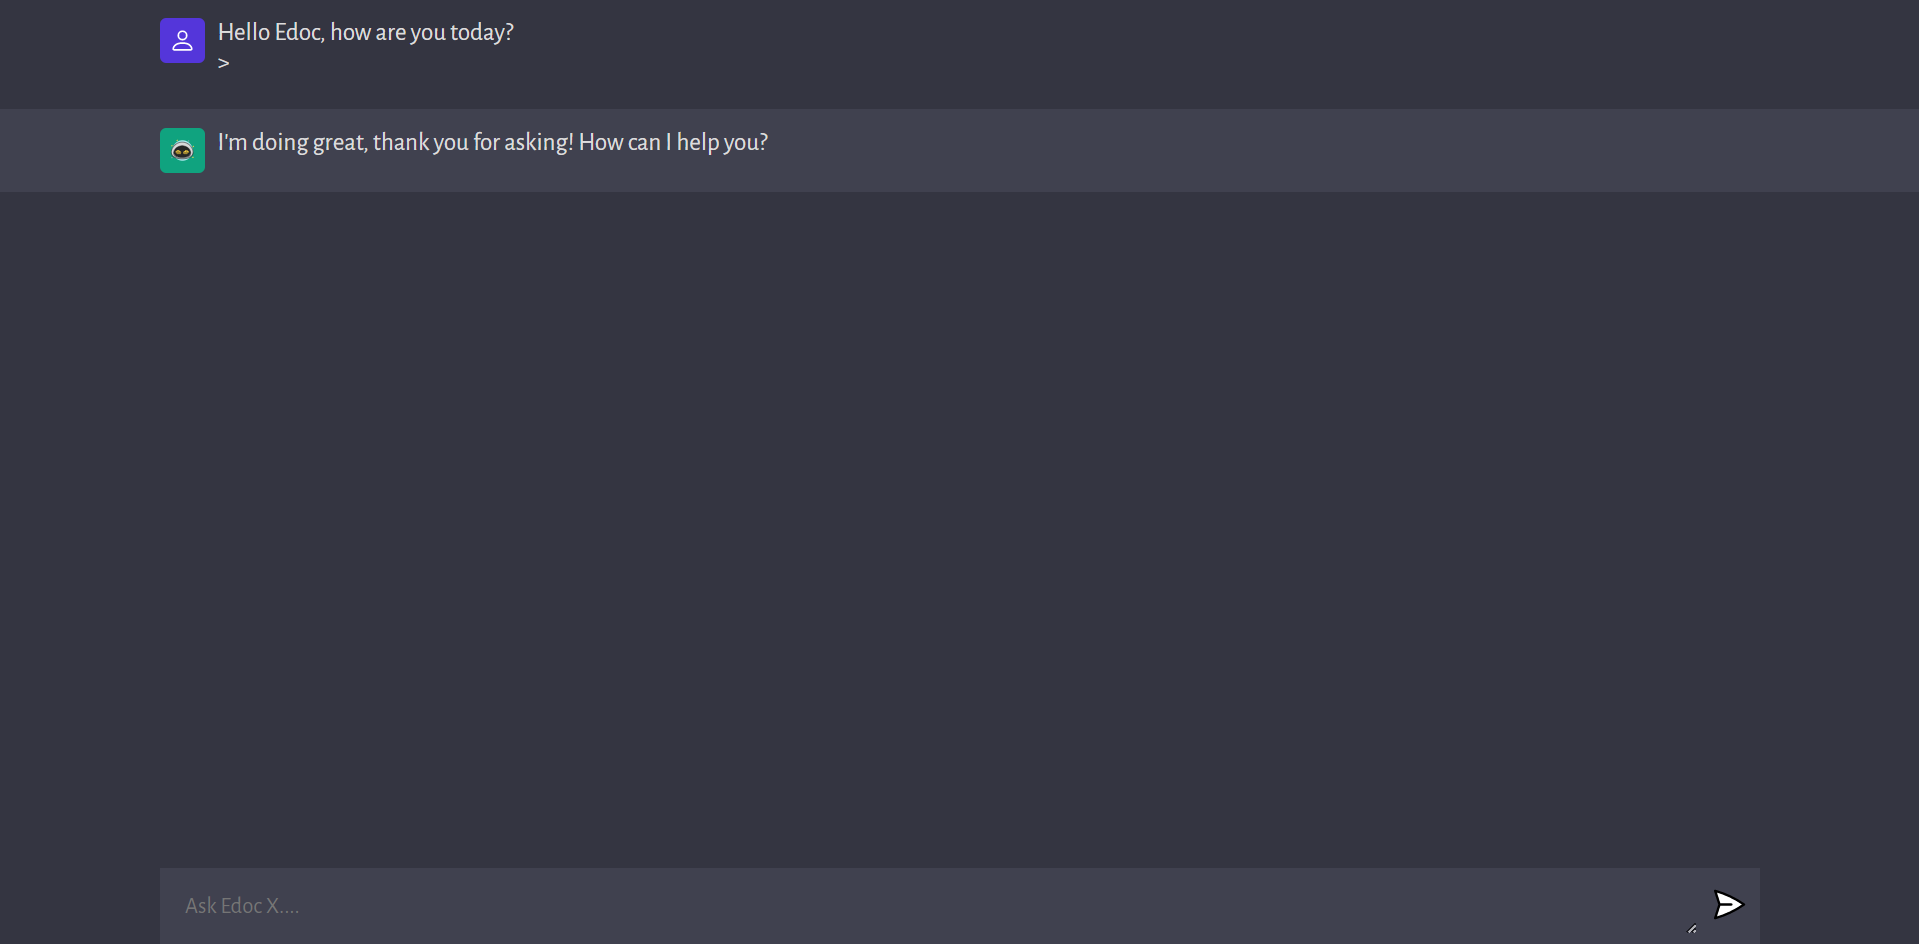 Hello Edoc, how are you today?
>
I'm doing great, thank you for asking! How can I help you?
Ask Edoc X....